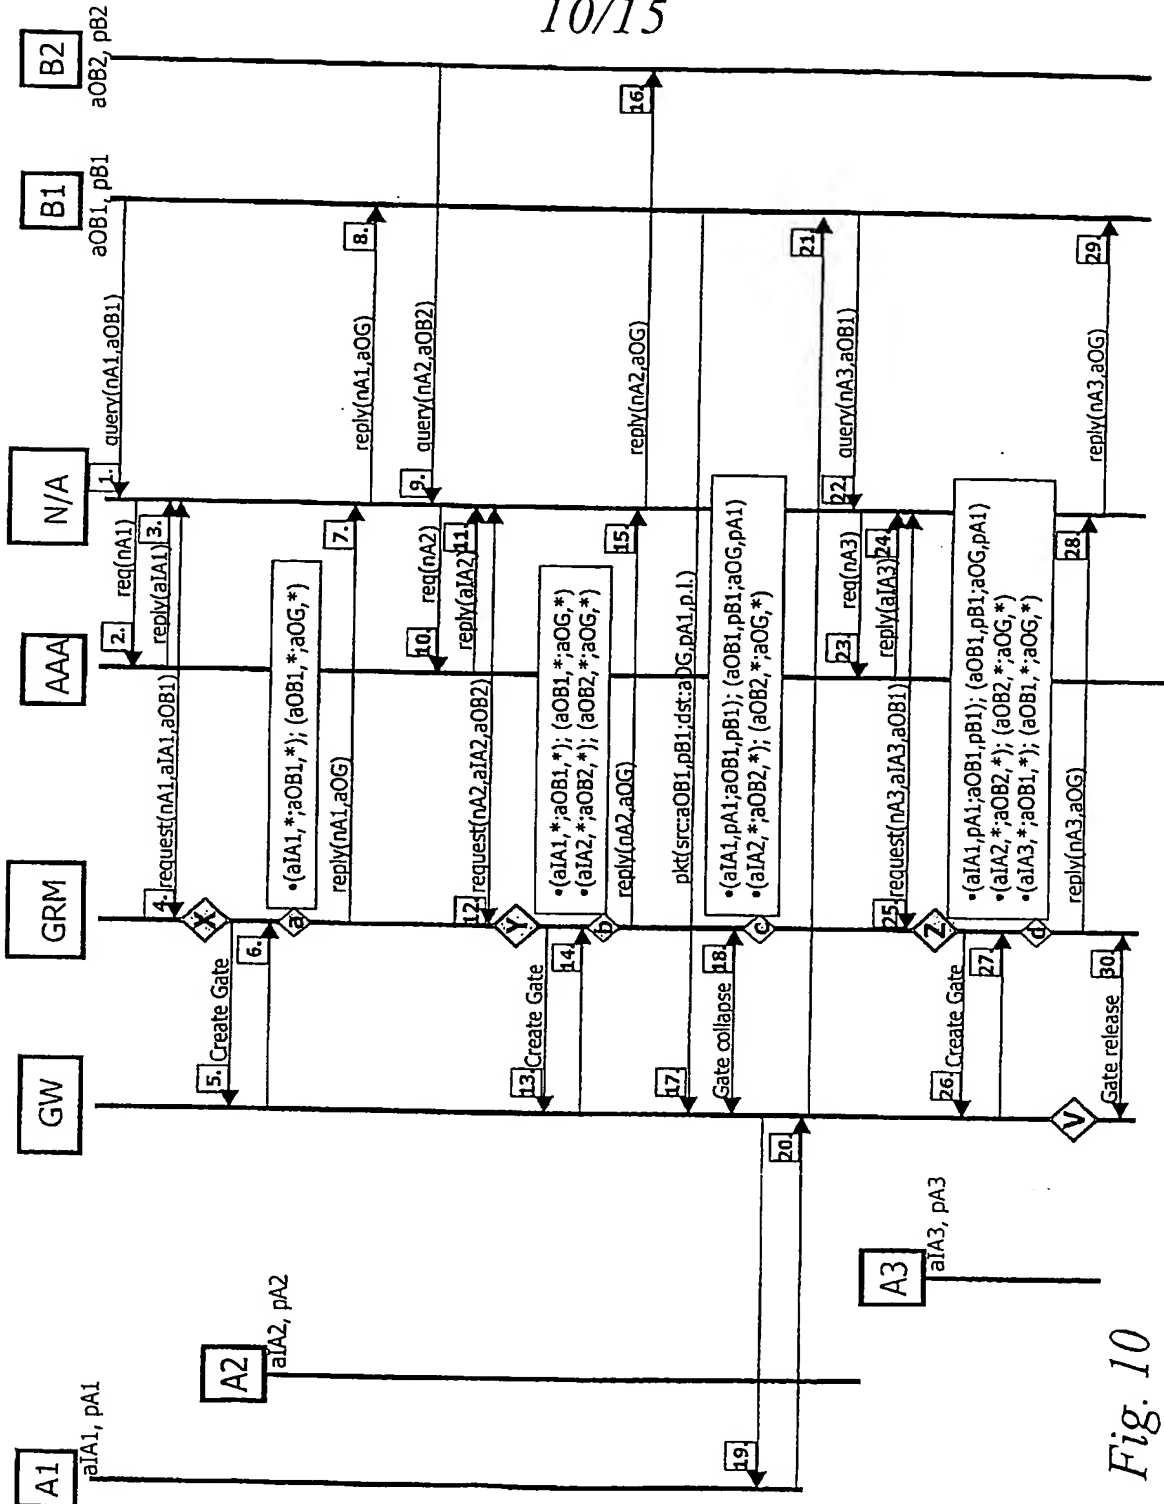 10/15
A1
aIA1, pA1
A2
aIA2, pA2
A3
aIA3, pA3
GW
GRM
AAA
N/A
B1
aOB1, pB1
B2
aOB2, pB2
1.
query(nA1,aOB1)
2.
req(nA1)
3.
reply(aIA1)
4.
request(nA1,aIA1,aOB1)
X
5.
Create Gate
6.
a
•(aIA1,*;aOB1,*); (aOB1,*;aOG,*)
7.
reply(nA1,aOG)
8.
reply(nA1,aOG)
9.
query(nA2,aOB2)
10.
req(nA2)
11.
reply(aIA2)
12.
request(nA2,aIA2,aOB2)
Y
13.
Create Gate
14.
b
•(aIA1,*;aOB1,*); (aOB1,*;aOG,*)
•(aIA2,*;aOB2,*); (aOB2,*;aOG,*)
15.
reply(nA2,aOG)
16.
reply(nA2,aOG)
17.
pkt(src:aOB1,pB1;dst:aOG,pA1,p.l.)
18.
Gate collapse
c
•(aIA1,pA1;aOB1,pB1); (aOB1,pB1;aOG,pA1)
•(aIA2,*;aOB2,*); (aOB2,*;aOG,*)
19.
20.
21.
22.
query(nA3,aOB1)
23.
req(nA3)
24.
reply(aIA3)
25.
request(nA3,aIA3,aOB1)
Z
26.
Create Gate
27.
d
•(aIA1,pA1;aOB1,pB1); (aOB1,pB1;aOG,pA1)
•(aIA2,*;aOB2,*); (aOB2,*;aOG,*)
•(aIA3,*;aOB1,*); (aOB1,*;aOG,*)
28.
reply(nA3,aOG)
29.
reply(nA3,aOG)
V
30.
Gate release
Fig. 10